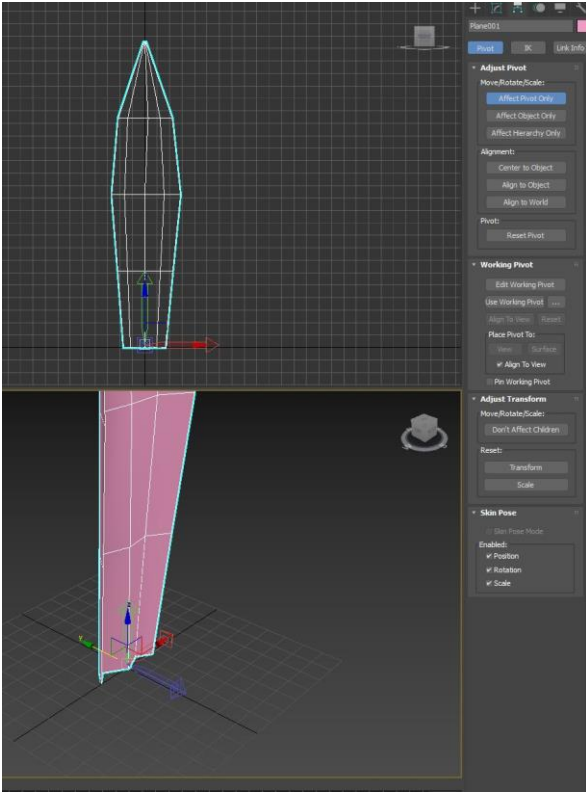 Plane001
Pivot IK Link Info
Adjust Pivot
Move/Rotate/Scale:
Affect Pivot Only
Affect Object Only
Affect Hierarchy Only
Alignment:
Center to Object
Align to Object
Align to World
Pivot:
Reset Pivot
Working Pivot
Edit Working Pivot
Use Working Pivot ...
Align To View Reset
Place Pivot To:
View Surface
Align To View
Pin Working Pivot
Adjust Transform
Move/Rotate/Scale:
Don't Affect Children
Reset:
Transform
Scale
Skin Pose
Skin Pose Mode
Enabled:
Position
Rotation
Scale